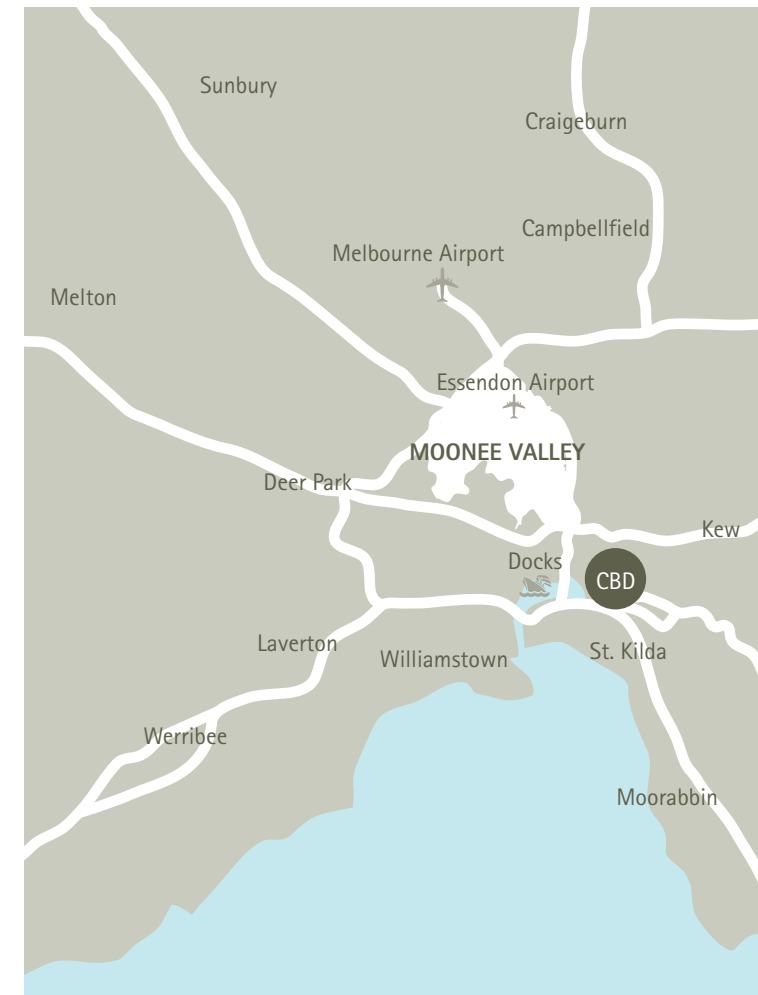 Sunbury
Craigeburn
Campbellfield
Melbourne Airport
Melton
Essendon Airport
MOONEE VALLEY
Deer Park
Kew
Docks
CBD
Laverton
Williamstown
St. Kilda
Werribee
Moorabbin